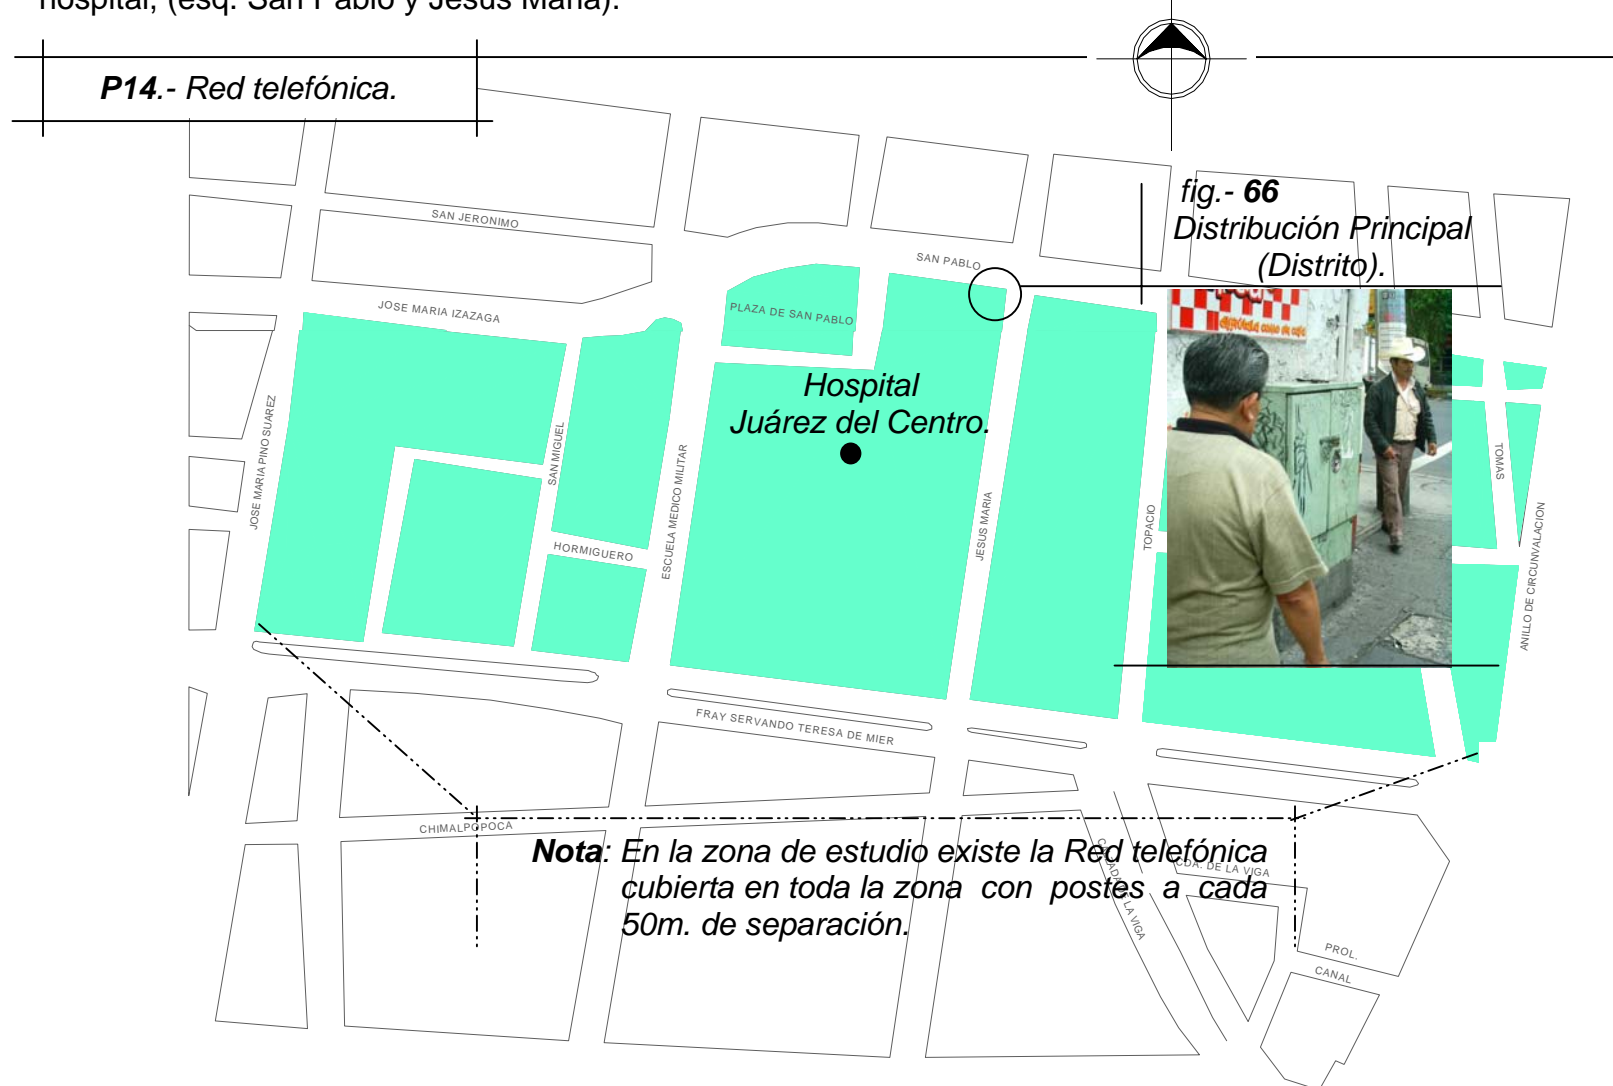 hospital, (esq. San Pablo y Jesús María).
P14.- Red telefónica.
fig.- 66
Distribución Principal
(Distrito).
SAN JERONIMO
SAN PABLO
JOSE MARIA IZAZAGA
PLAZA DE SAN PABLO
Hospital
Juárez del Centro.
JOSE MARIA PINO SUAREZ
SAN MIGUEL
ESCUELA MEDICO MILITAR
JESUS MARIA
TOPACIO
TOMAS
ANILLO DE CIRCUNVALACION
HORMIGUERO
FRAY SERVANDO TERESA DE MIER
CHIMALPOPOCA
Nota: En la zona de estudio existe la Red telefónica
cubierta en toda la zona con postes a cada
50m. de separación.
CALZADA DE LA VIGA
CDA. DE LA VIGA
PROL.
CANAL